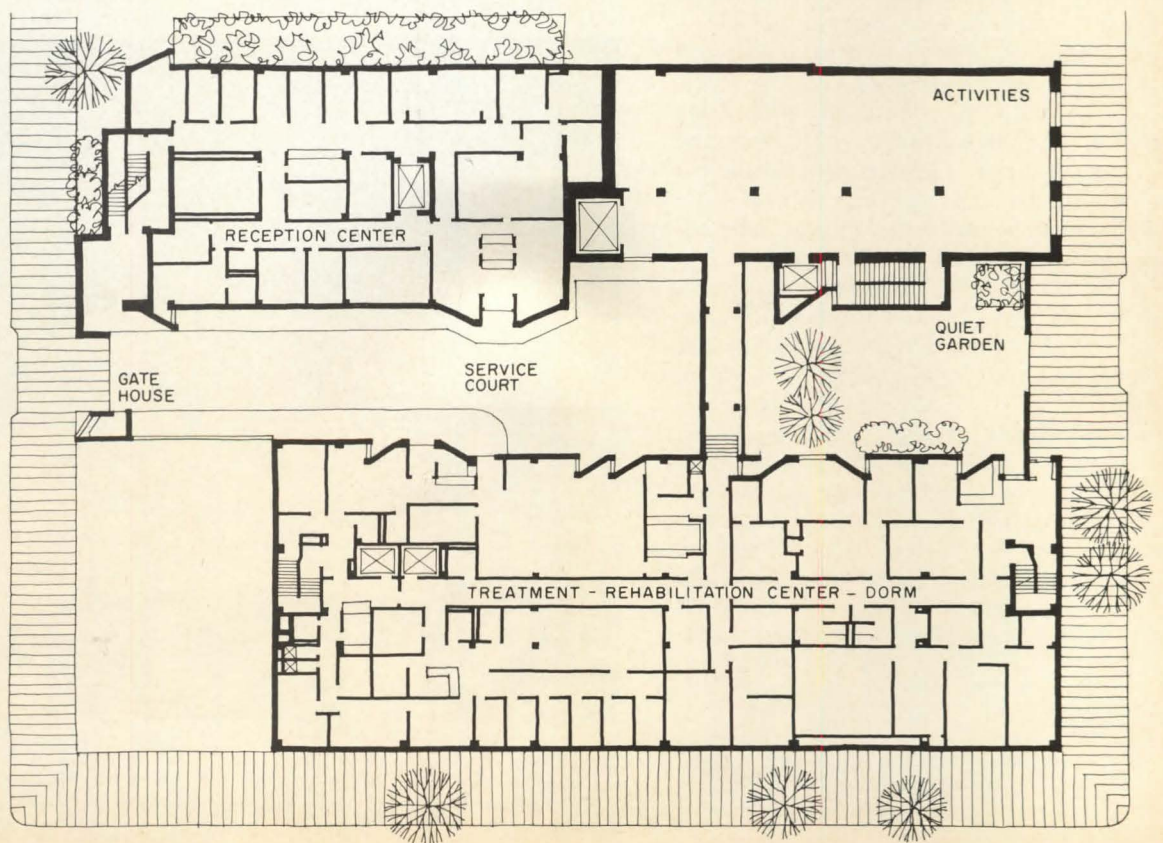 ACTIVITIES
RECEPTION CENTER
QUIET
GARDEN
GATE
HOUSE
SERVICE
COURT
TREATMENT - REHABILITATION CENTER - DORM